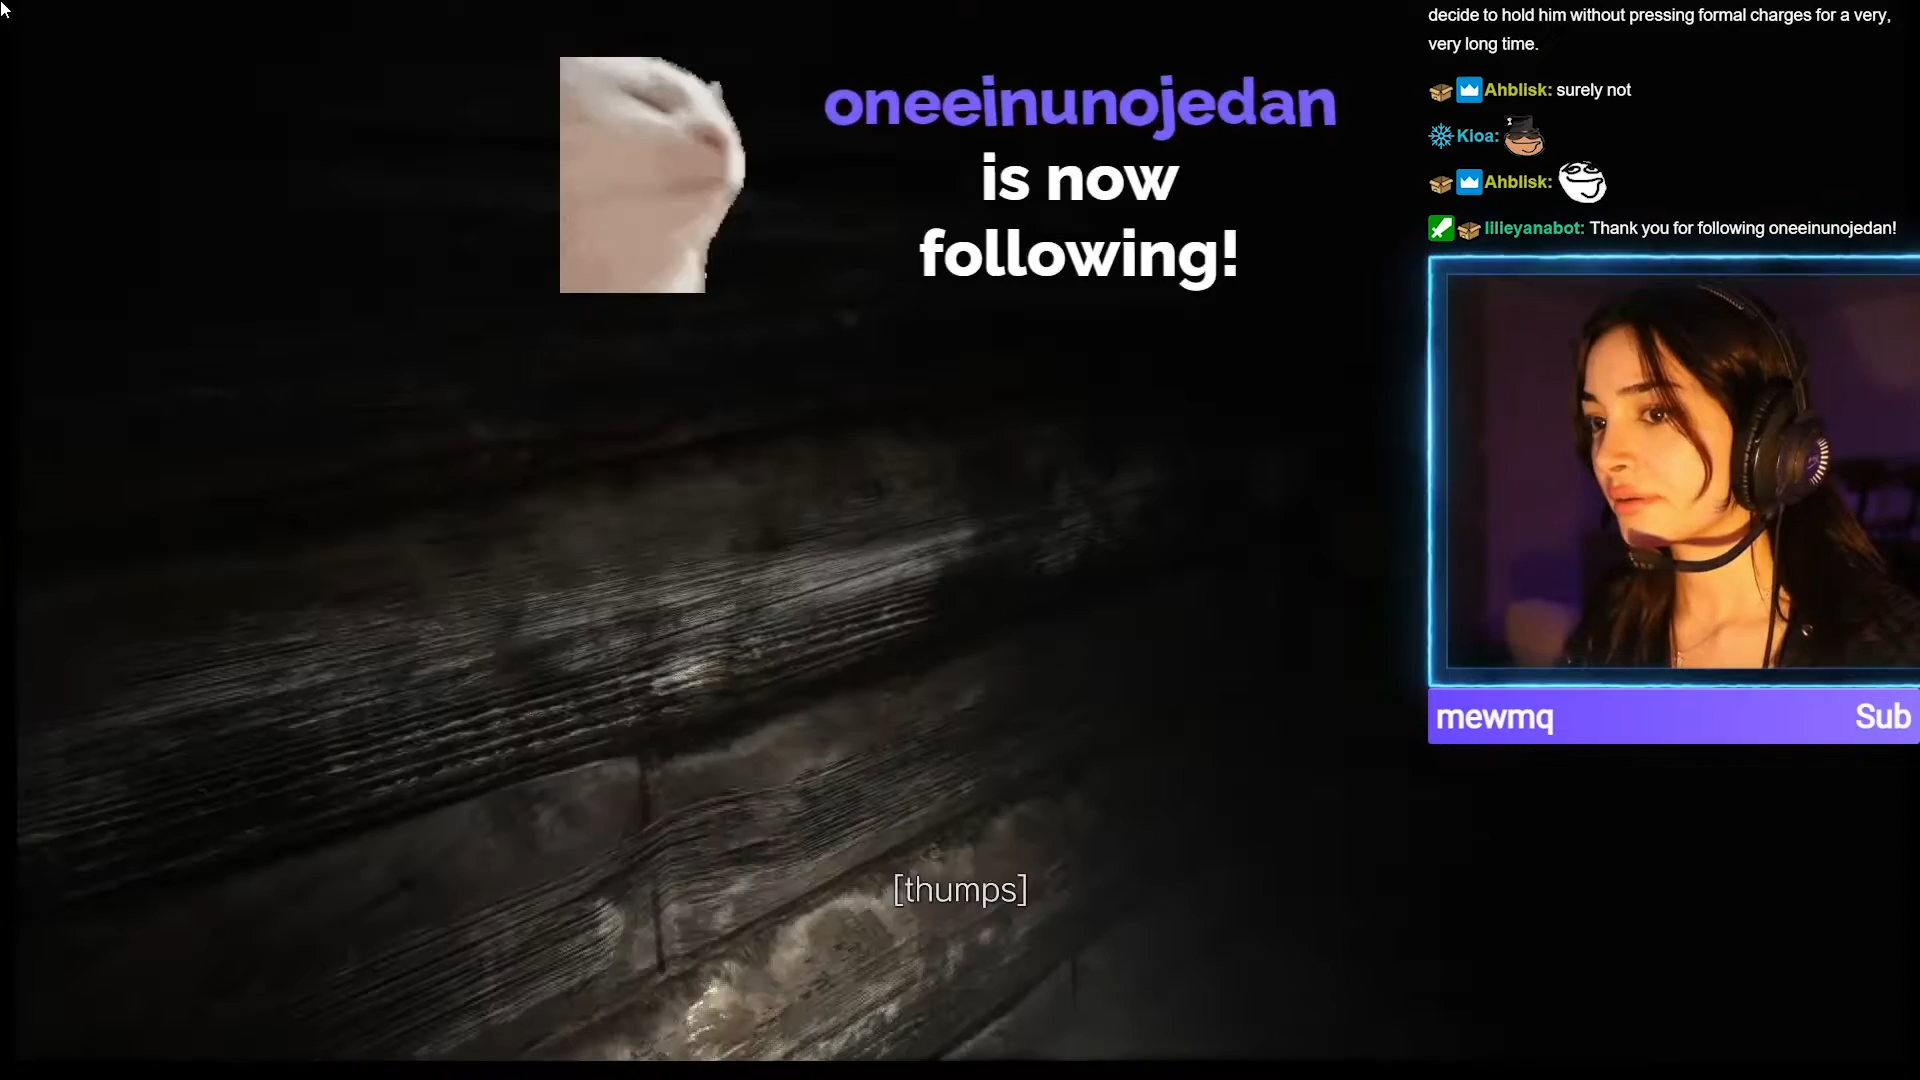 decide to hold him without pressing formal charges for a very,
very long time.
Ahblisk: surely not
Kioa:
Ahblisk:
lilleyanabot: Thank you for following oneeinunojedan!
oneeinunojedan
is now
following!
[thumps]
mewmq Sub